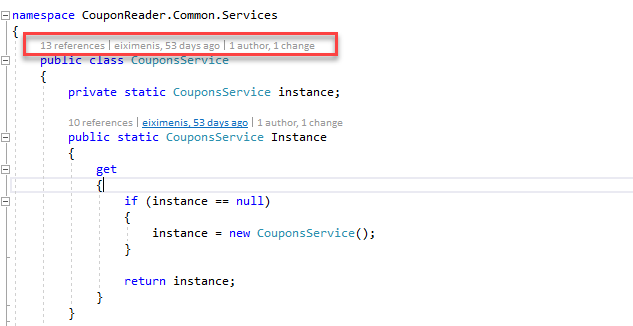 namespace CouponReader.Common.Services
{
13 references | eiximenis, 53 days ago | 1 author, 1 change
public class CouponsService
{
private static CouponsService instance;
10 references | eiximenis, 53 days ago | 1 author, 1 change
public static CouponsService Instance
{
get
{
if (instance == null)
{
instance = new CouponsService();
}
return instance;
}
}